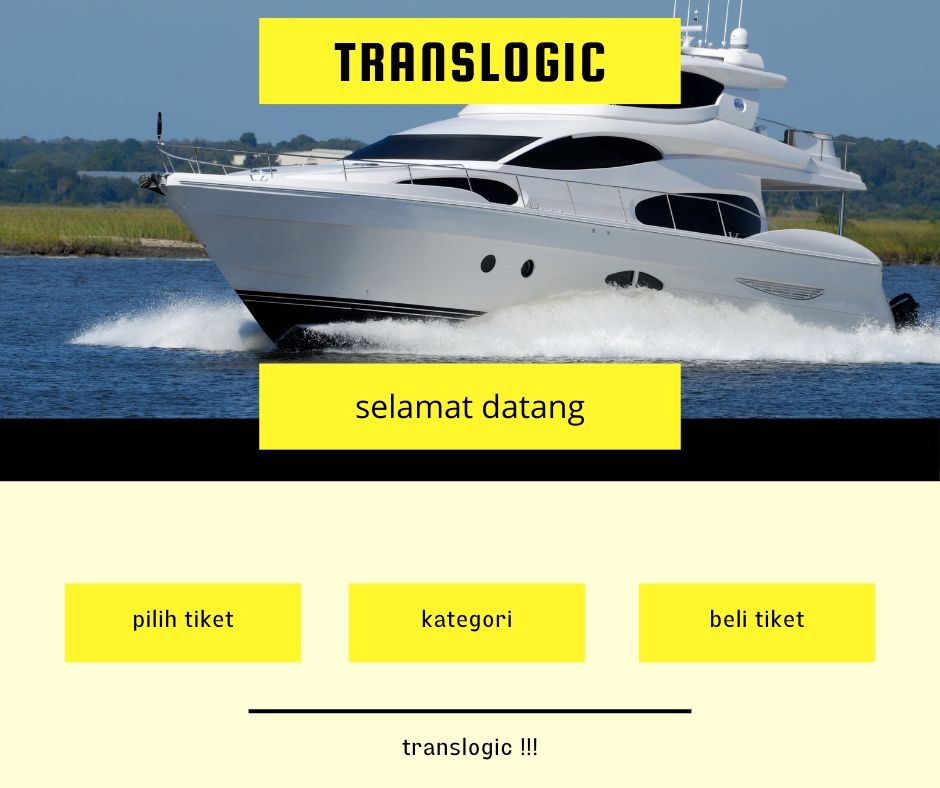 TRANSLOGIC
selamat datang
pilih tiket
kategori
beli tiket
translogic !!!